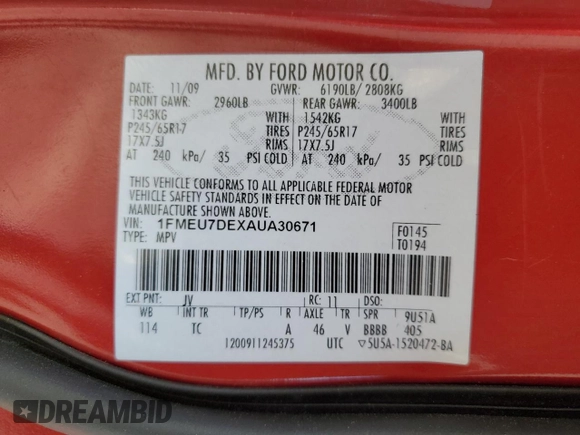 MFD. BY FORD MOTOR CO.
DATE: 11/09 GVWR: 6190LB/ 2808KG
FRONT GAWR: 2960LB REAR GAWR: 3400LB
1343KG WITH 1542KG WITH
P245/65R17 TIRES P245/65R17 TIRES
17X7.5J RIMS 17X7.5J RIMS
AT 240 kPa/ 35 PSI COLD AT 240 kPa/ 35 PSI COLD
THIS VEHICLE CONFORMS TO ALL APPLICABLE FEDERAL MOTOR
VEHICLE SAFETY STANDARDS IN EFFECT ON THE DATE OF
MANUFACTURE SHOWN ABOVE.
VIN: 1FMEU7DEXAUA30671 F0145
TYPE: MPV T0194
EXT PNT: JV RC: 11 DSO:
WB INT TR TP/PS R AXLE TR SPR 9U51A
114 TC A 46 V BBBB 405
1200911245375 UTC ▽5U5A-1520472-BA
DREAMBID